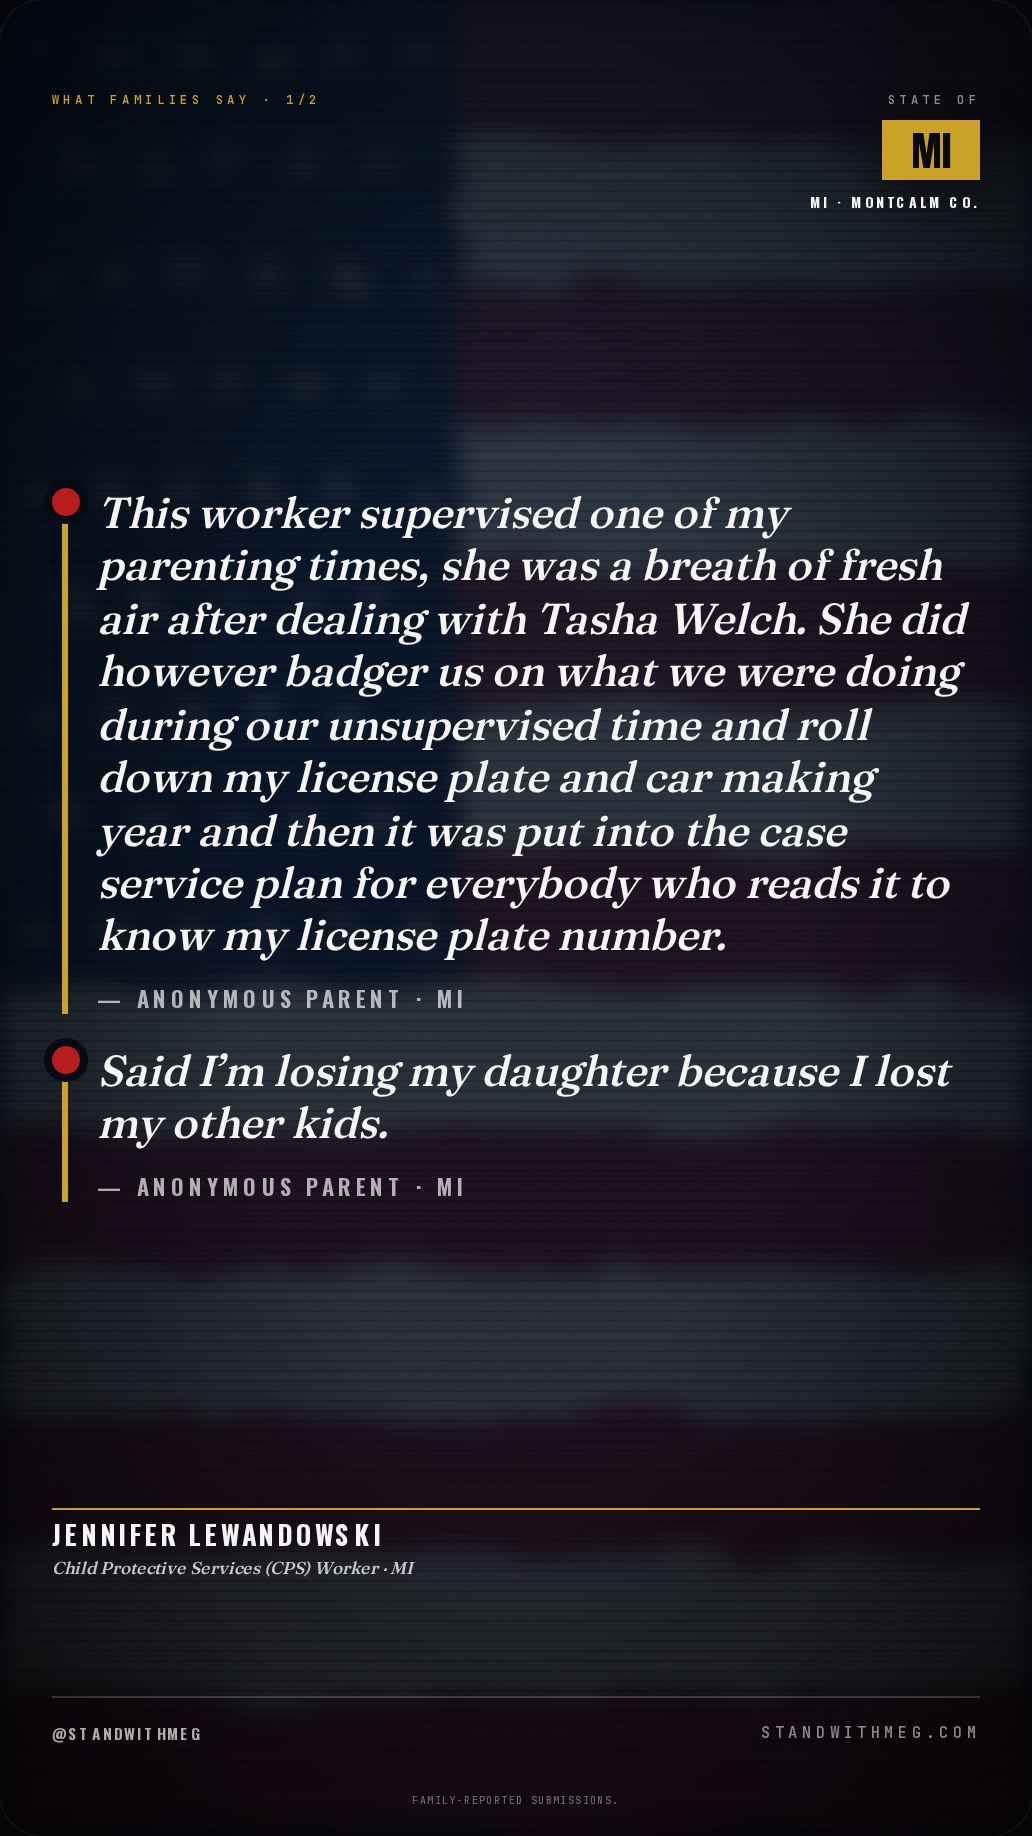 WHAT FAMILIES SAY · 1/2
STATE OF
MI
MI · MONTCALM CO.
This worker supervised one of my
parenting times, she was a breath of fresh
air after dealing with Tasha Welch. She did
however badger us on what we were doing
during our unsupervised time and roll
down my license plate and car making
year and then it was put into the case
service plan for everybody who reads it to
know my license plate number.
— ANONYMOUS PARENT · MI
Said I’m losing my daughter because I lost
my other kids.
— ANONYMOUS PARENT · MI
JENNIFER LEWANDOWSKI
Child Protective Services (CPS) Worker · MI
@STANDWITHMEG
STANDWITHMEG.COM
FAMILY-REPORTED SUBMISSIONS.